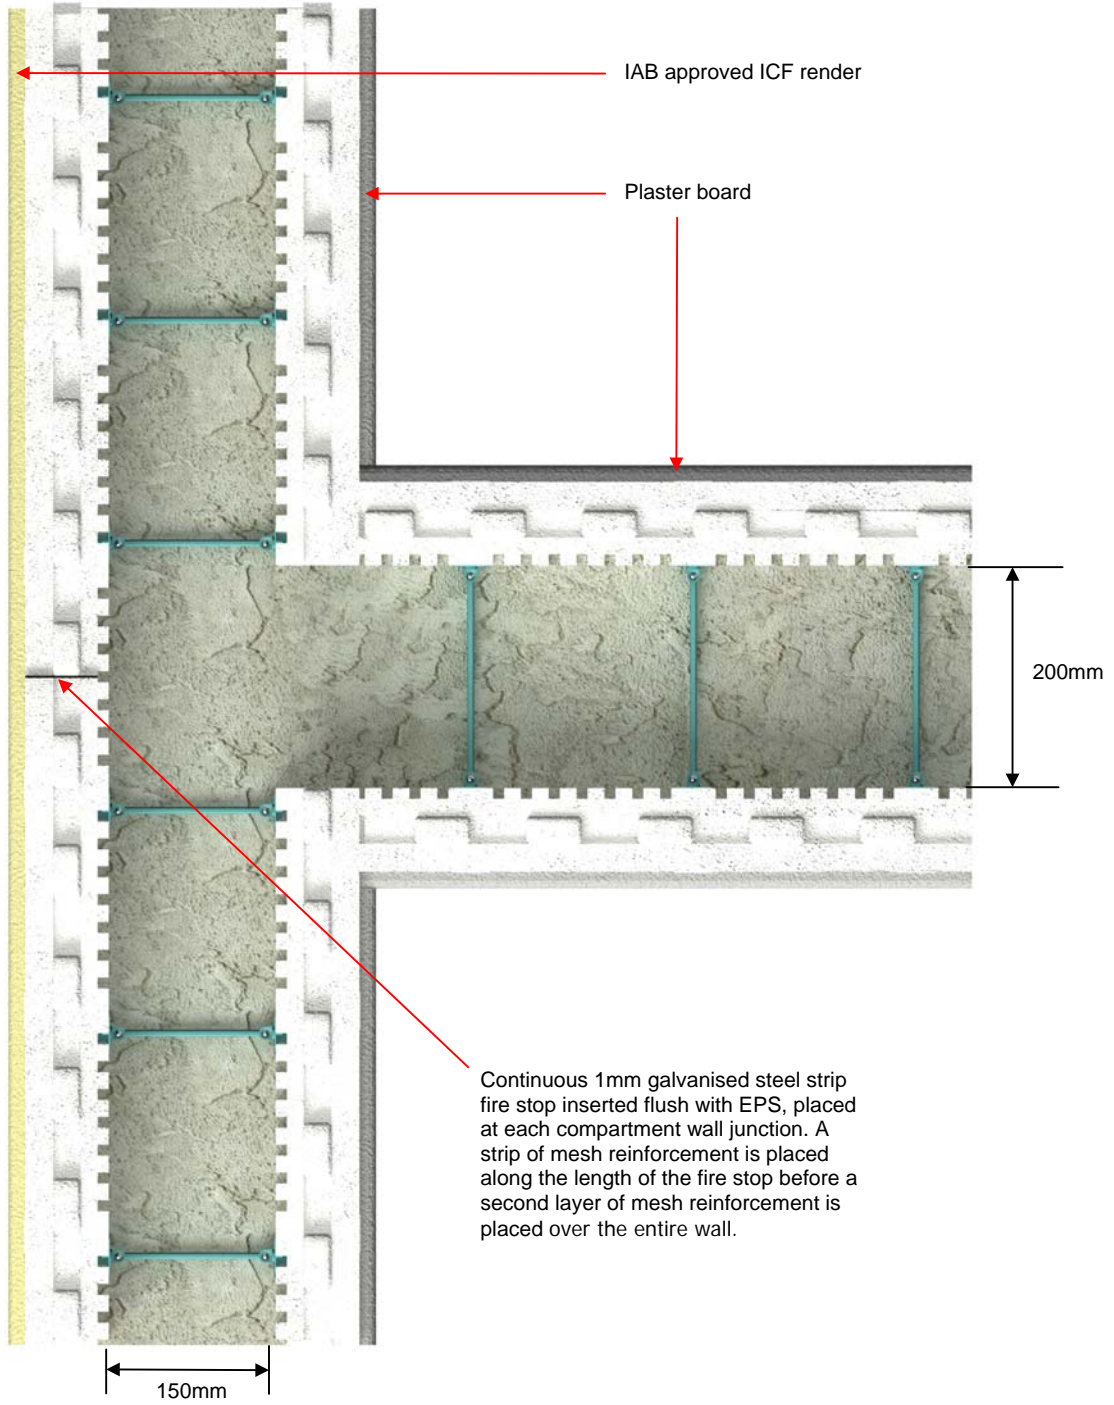 IAB approved ICF render
Plaster board
200mm
Continuous 1mm galvanised steel strip
fire stop inserted flush with EPS, placed
at each compartment wall junction. A
strip of mesh reinforcement is placed
along the length of the fire stop before a
second layer of mesh reinforcement is
placed over the entire wall.
150mm